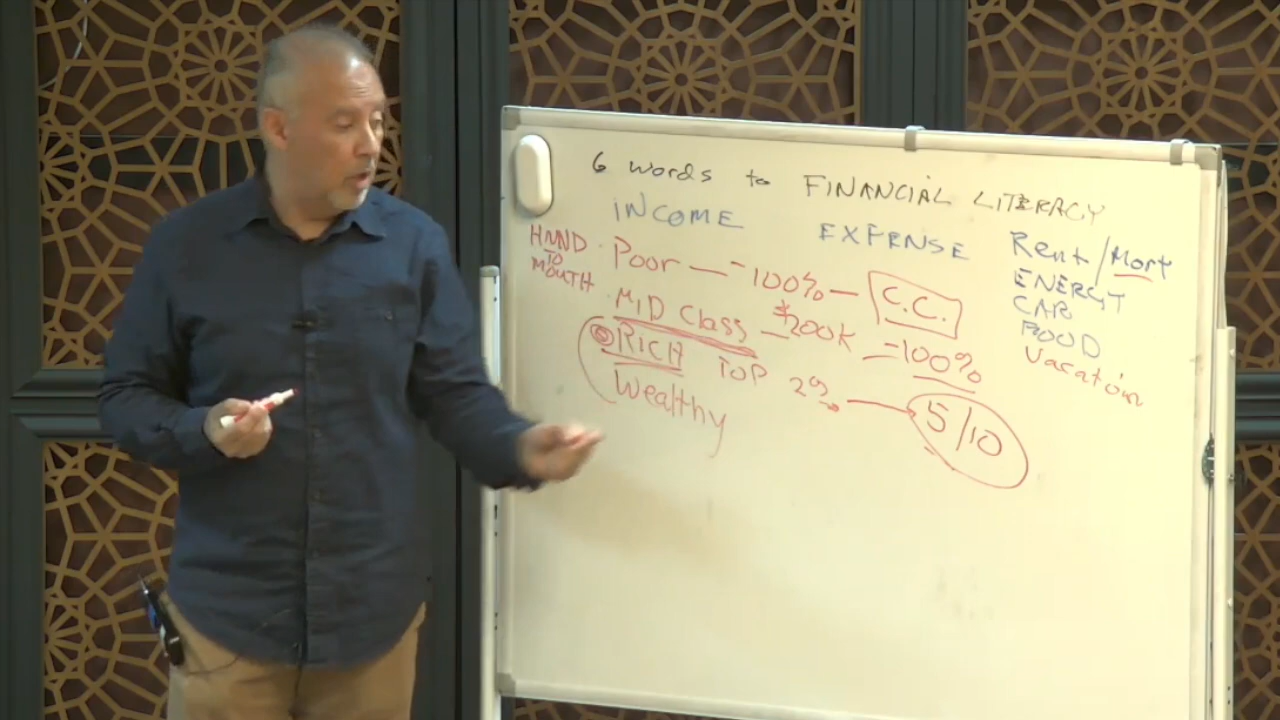 6 words to FINANCIAL LITERACY
INCOME EXPENSE Rent/Mort
HAND TO MOUTH Poor — -100% — C.C. ENERGY
CAR
MID Class — $200K = 100% FOOD
RICH TOP 2% — 5/10 Vacation
Wealthy